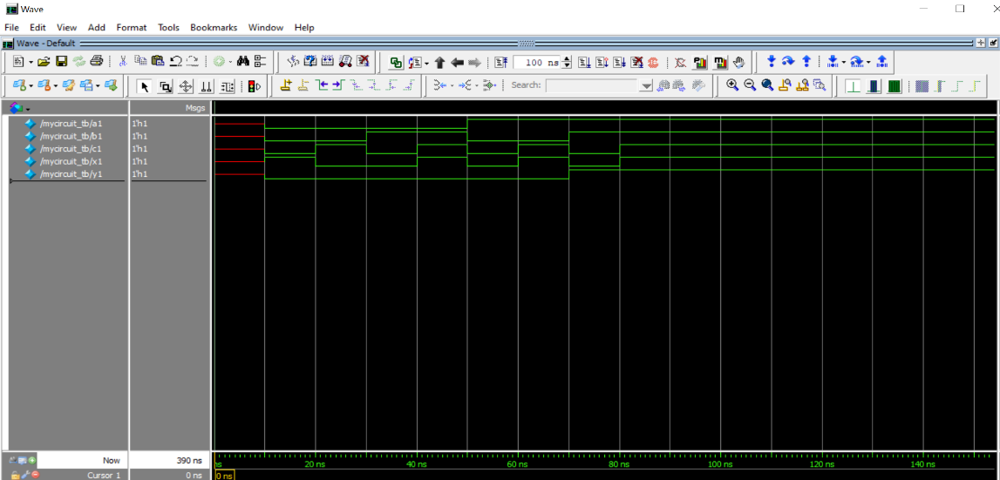 Wave
File Edit View Add Format Tools Bookmarks Window Help
Wave - Default
100 ns
Search:
Msgs
/mycircuit_tb/a1 1'h1
/mycircuit_tb/b1 1'h1
/mycircuit_tb/c1 1'h1
/mycircuit_tb/x1 1'h1
/mycircuit_tb/y1 1'h1
Now 390 ns
ns 20 ns 40 ns 60 ns 80 ns 100 ns 120 ns 140 ns
Cursor 1 0 ns 0 ns